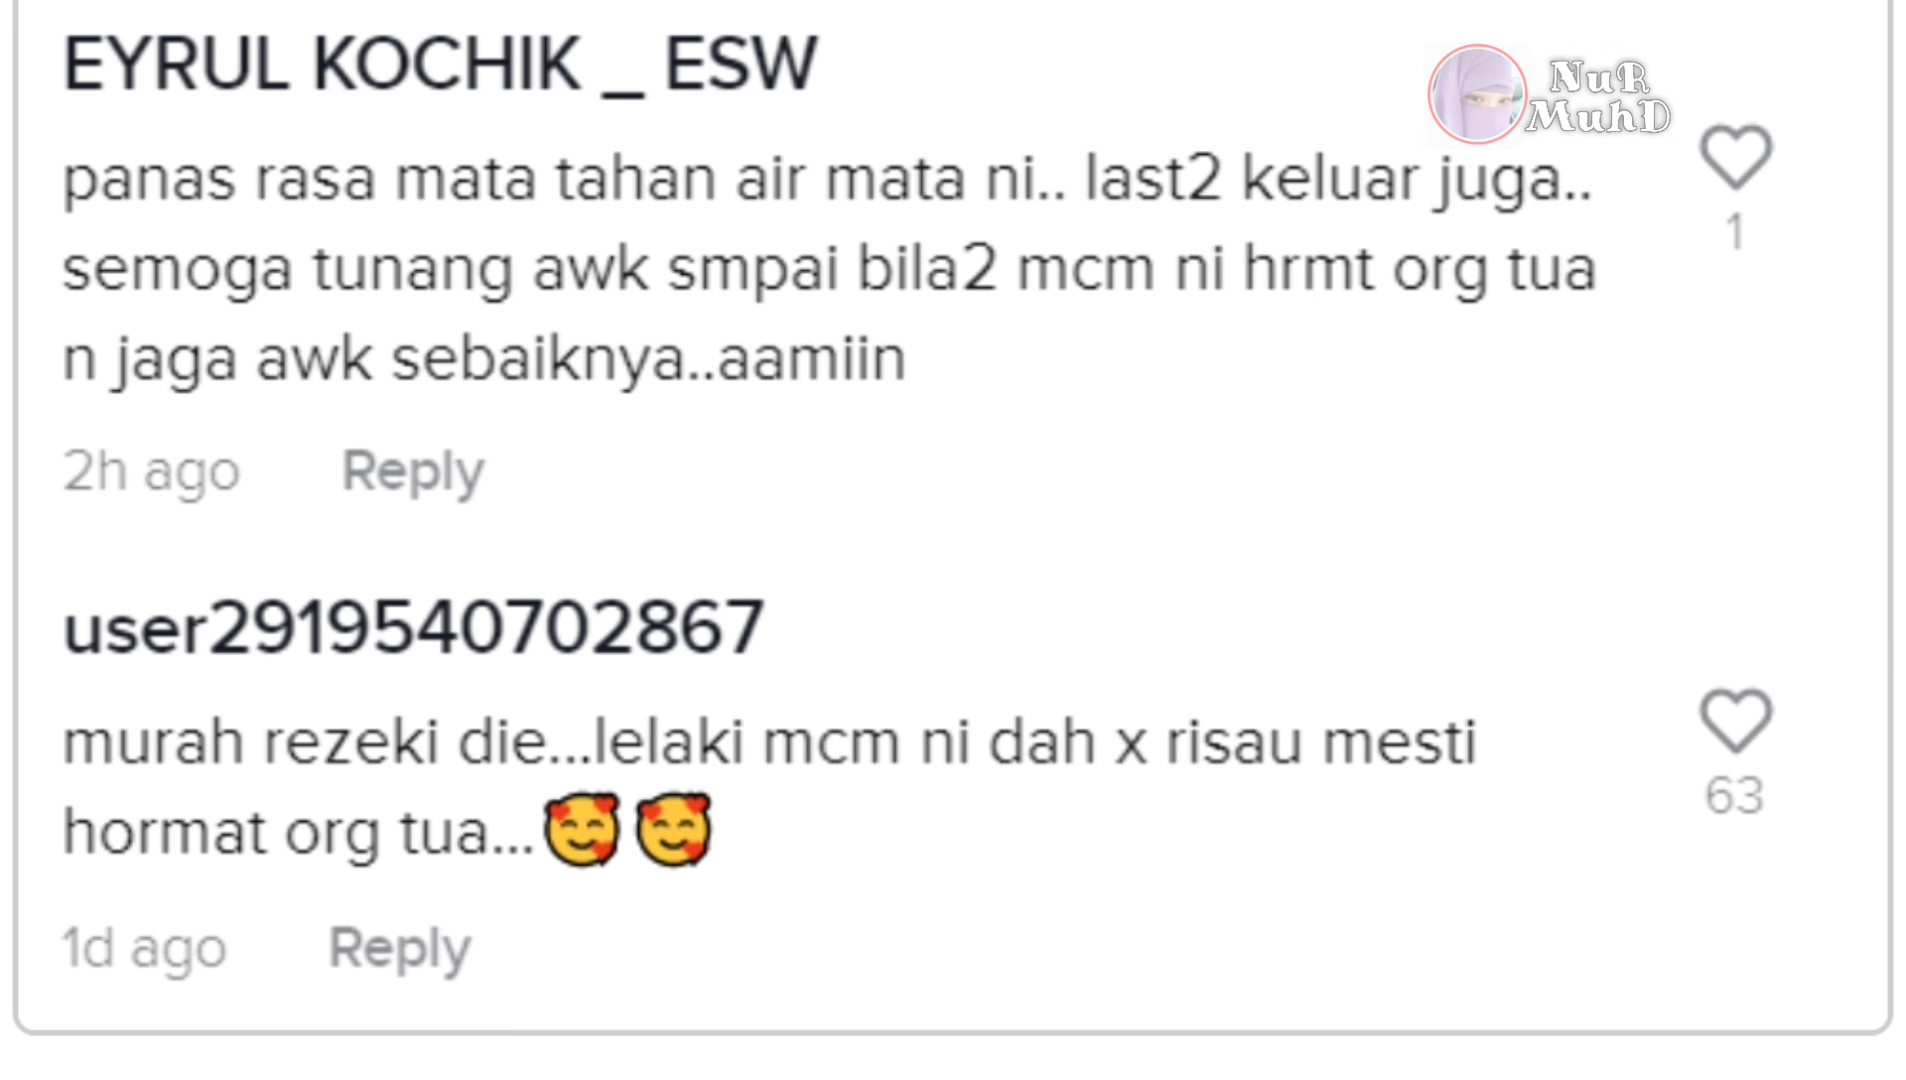 EYRUL KOCHIK _ ESW
NuR
MuhD
panas rasa mata tahan air mata ni.. last2 keluar juga..
semoga tunang awk smpai bila2 mcm ni hrmt org tua
n jaga awk sebaiknya..aamiin
1
2h ago Reply
user2919540702867
murah rezeki die...lelaki mcm ni dah x risau mesti
hormat org tua...🥰🥰
63
1d ago Reply